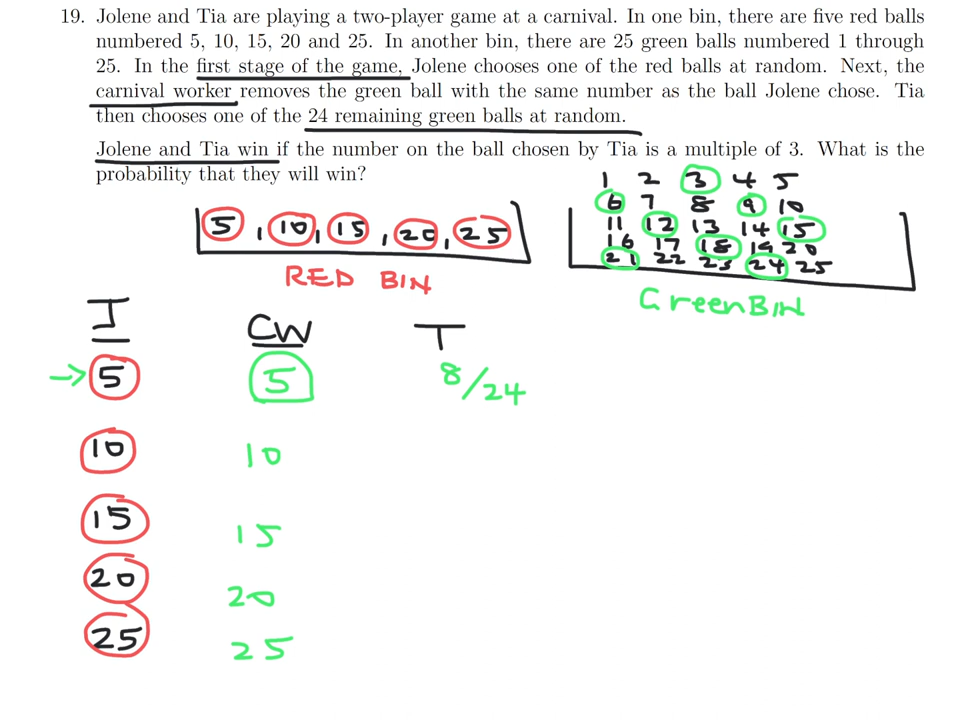 19. Jolene and Tia are playing a two-player game at a carnival. In one bin, there are five red balls
numbered 5, 10, 15, 20 and 25. In another bin, there are 25 green balls numbered 1 through
25. In the first stage of the game, Jolene chooses one of the red balls at random. Next, the
carnival worker removes the green ball with the same number as the ball Jolene chose. Tia
then chooses one of the 24 remaining green balls at random.
Jolene and Tia win if the number on the ball chosen by Tia is a multiple of 3. What is the
probability that they will win?
1 2 3 4 5
6 7 8 9 10
11 12 13 14 15
16 17 18 19 20
21 22 23 24 25
5, 10, 15, 20, 25
RED BIN
Green BIN
J CW T
5 5 8/24
10 10
15 15
20 20
25 25